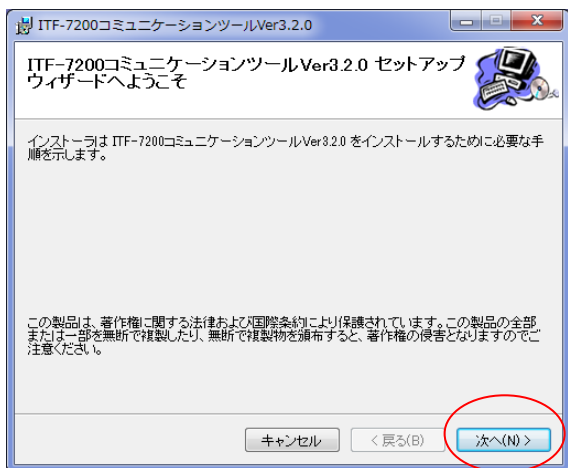 ITF-7200コミュニケーションツールVer3.2.0
ITF-7200コミュニケーションツールVer3.2.0 セットアップ
ウィザードへようこそ
インストーラは ITF-7200コミュニケーションツールVer3.2.0 をインストールするために必要な手
順を示します。
この製品は、著作権に関する法律および国際条約により保護されています。この製品の全部
または一部を無断で複製したり、無断で複製物を頒布すると、著作権の侵害となりますのでご
注意ください。
キャンセル
< 戻る(B)
次へ(N) >